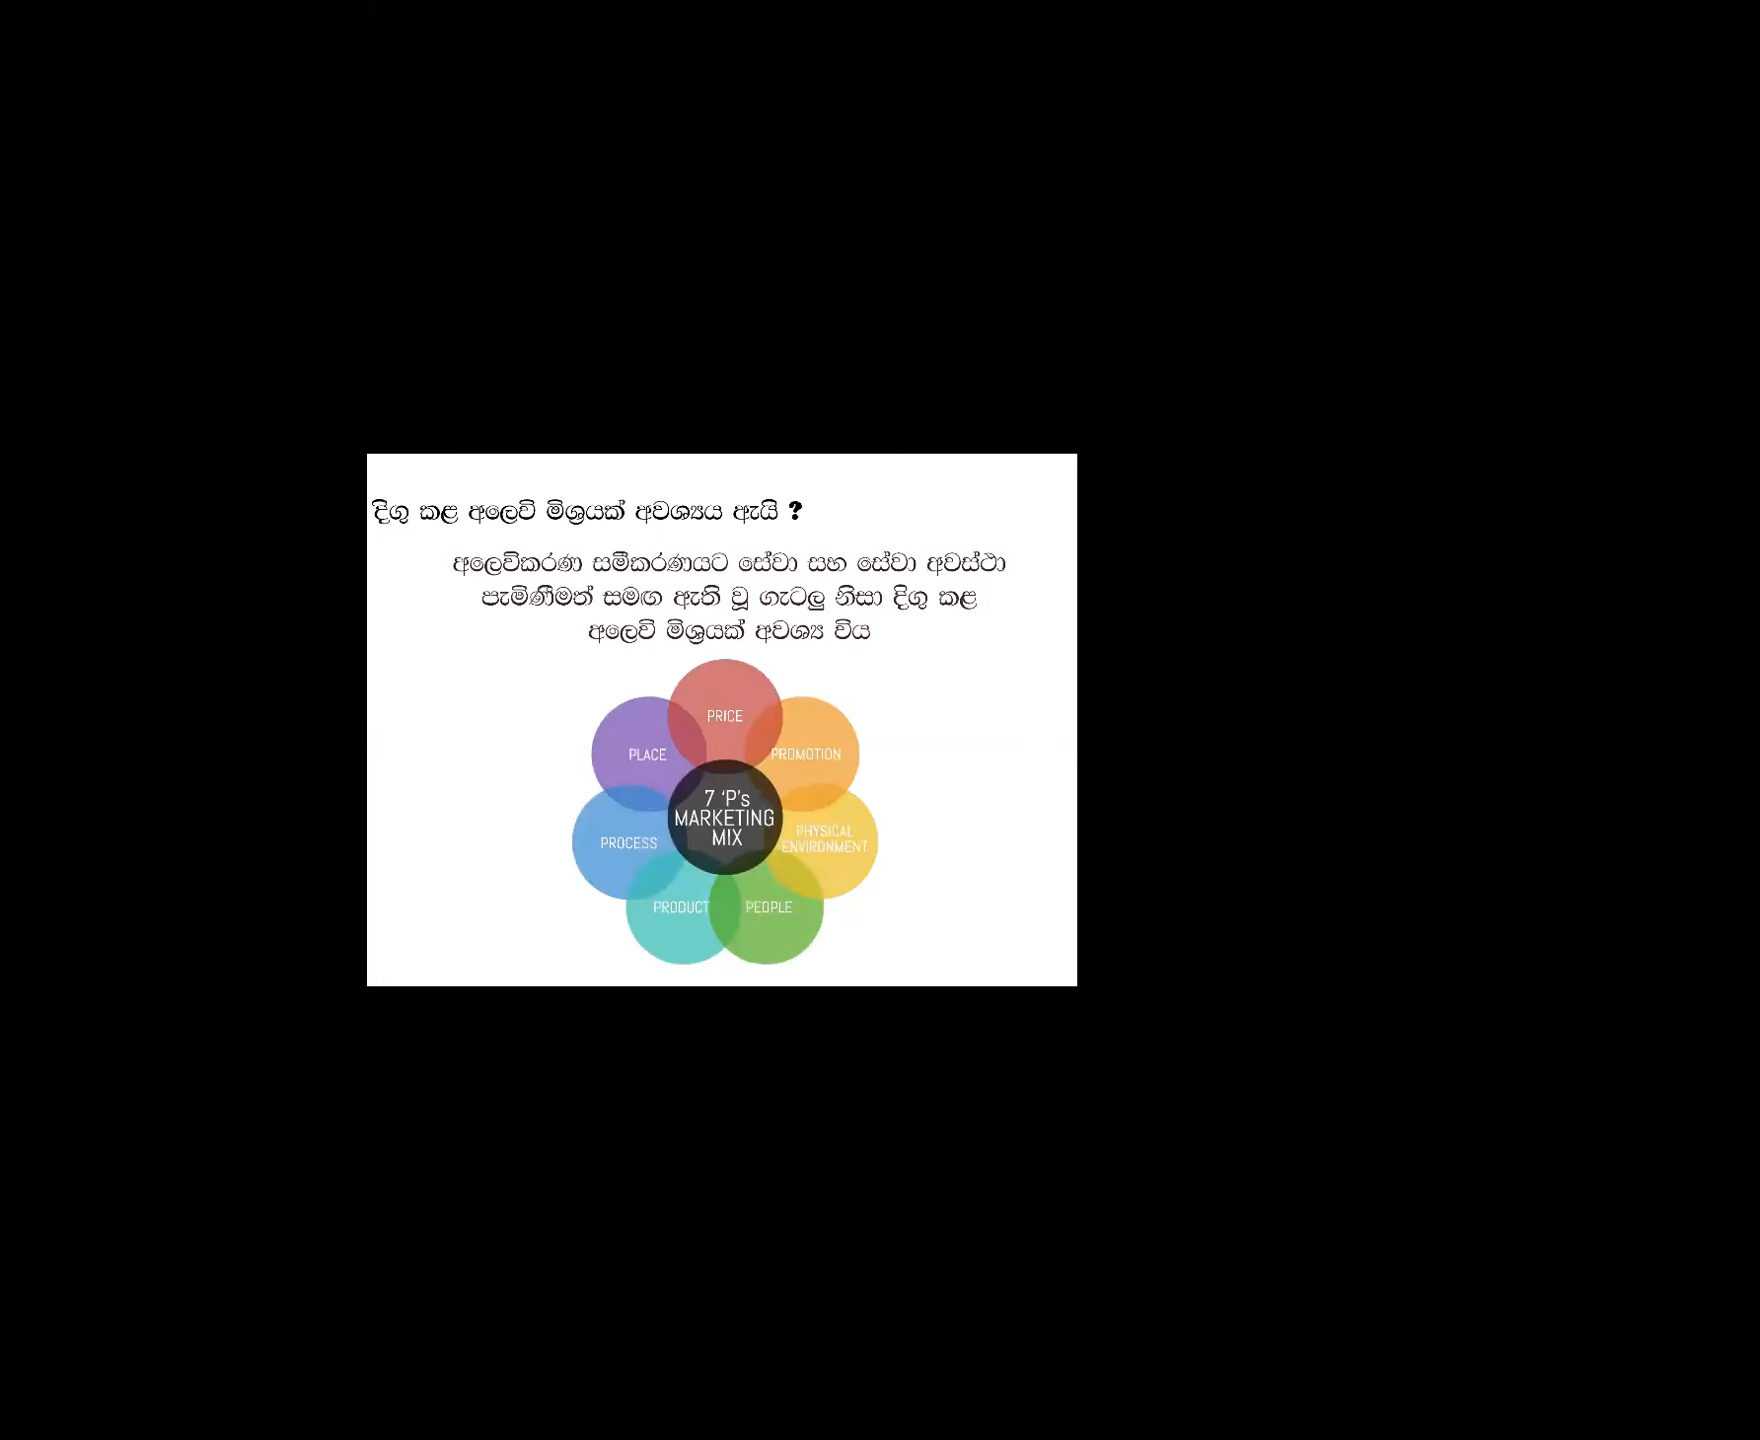 දිගු කළ අලෙවි මිශ්‍රයක් අවශ්‍යය ඇයි ?
අලෙවිකරණ සමීකරණයට සේවා සහ සේවා අවස්ථා
පැමිණීමත් සමඟ ඇති වූ ගැටලු නිසා දිගු කළ
අලෙවි මිශ්‍රයක් අවශ්‍ය විය
PRICE
PLACE
PROMOTION
7 ‘P’s
MARKETING
MIX
PHYSICAL
ENVIRONMENT
PROCESS
PRODUCT
PEOPLE